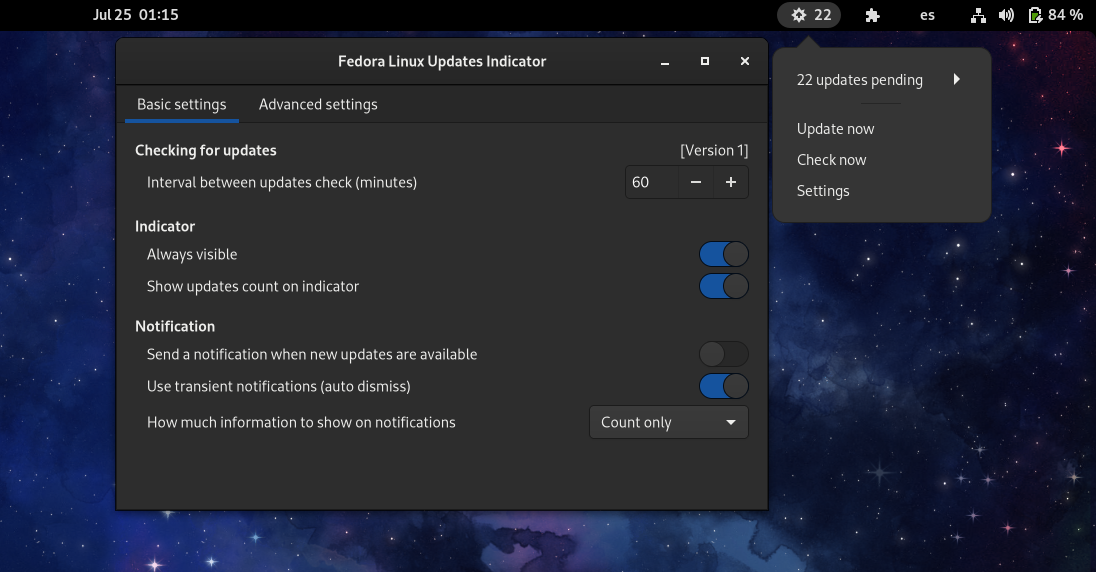 Jul 25 01:15
22
es
84 %
Fedora Linux Updates Indicator
Basic settings Advanced settings
Checking for updates [Version 1]
Interval between updates check (minutes) 60
Indicator
Always visible
Show updates count on indicator
Notification
Send a notification when new updates are available
Use transient notifications (auto dismiss)
How much information to show on notifications Count only
22 updates pending
Update now
Check now
Settings